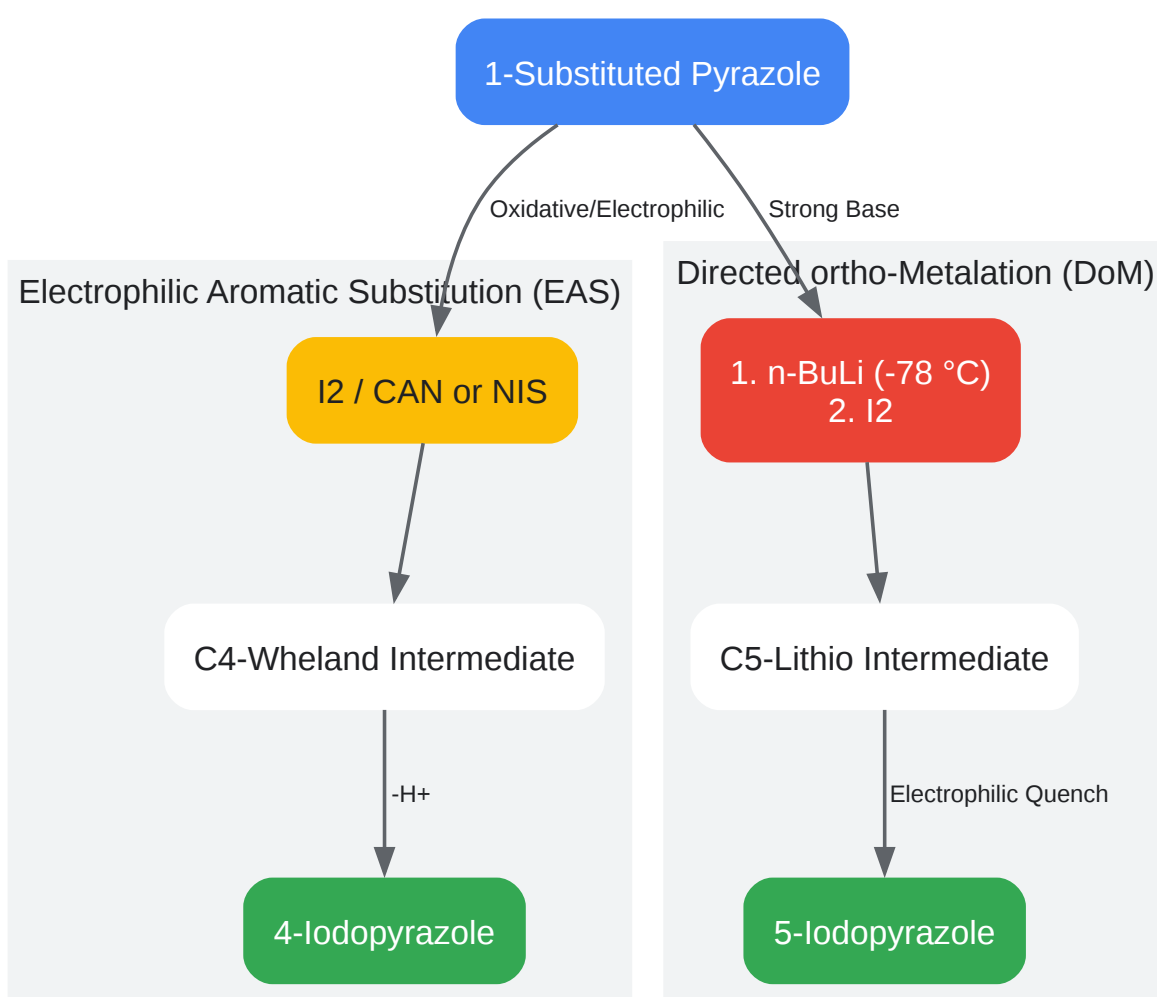 1-Substituted Pyrazole
Oxidative/Electrophilic
Strong Base
Electrophilic Aromatic Substitution (EAS)
Directed ortho-Metalation (DoM)
I2 / CAN or NIS
1. n-BuLi (-78 °C)
2. I2
C4-Wheland Intermediate
C5-Lithio Intermediate
-H+
Electrophilic Quench
4-Iodopyrazole
5-Iodopyrazole